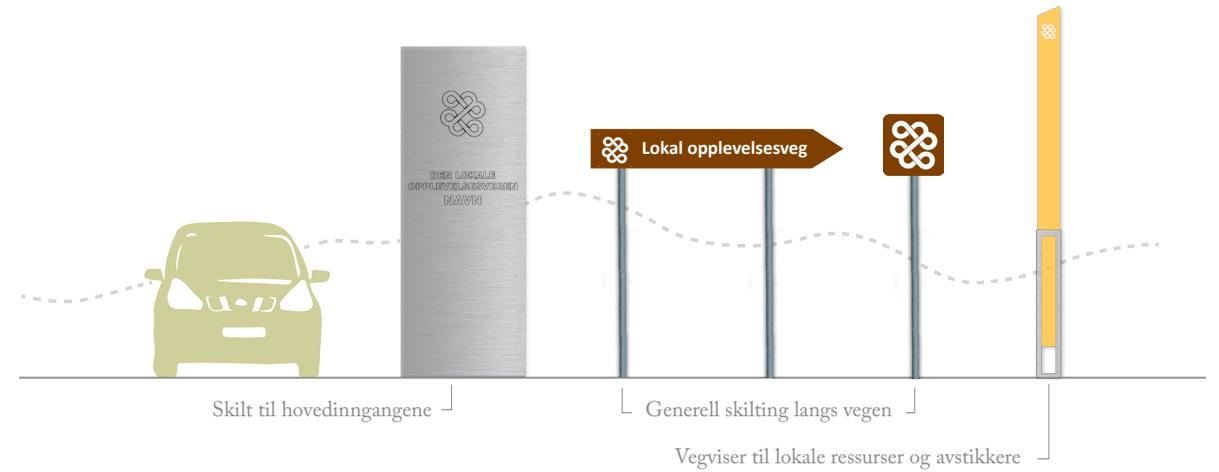 DEN LOKALE
OPPLEVELSESVEGEN
NAVN
Lokal opplevelsesveg
Skilt til hovedinngangene
Generell skilting langs vegen
Vegviser til lokale ressurser og avstikkere